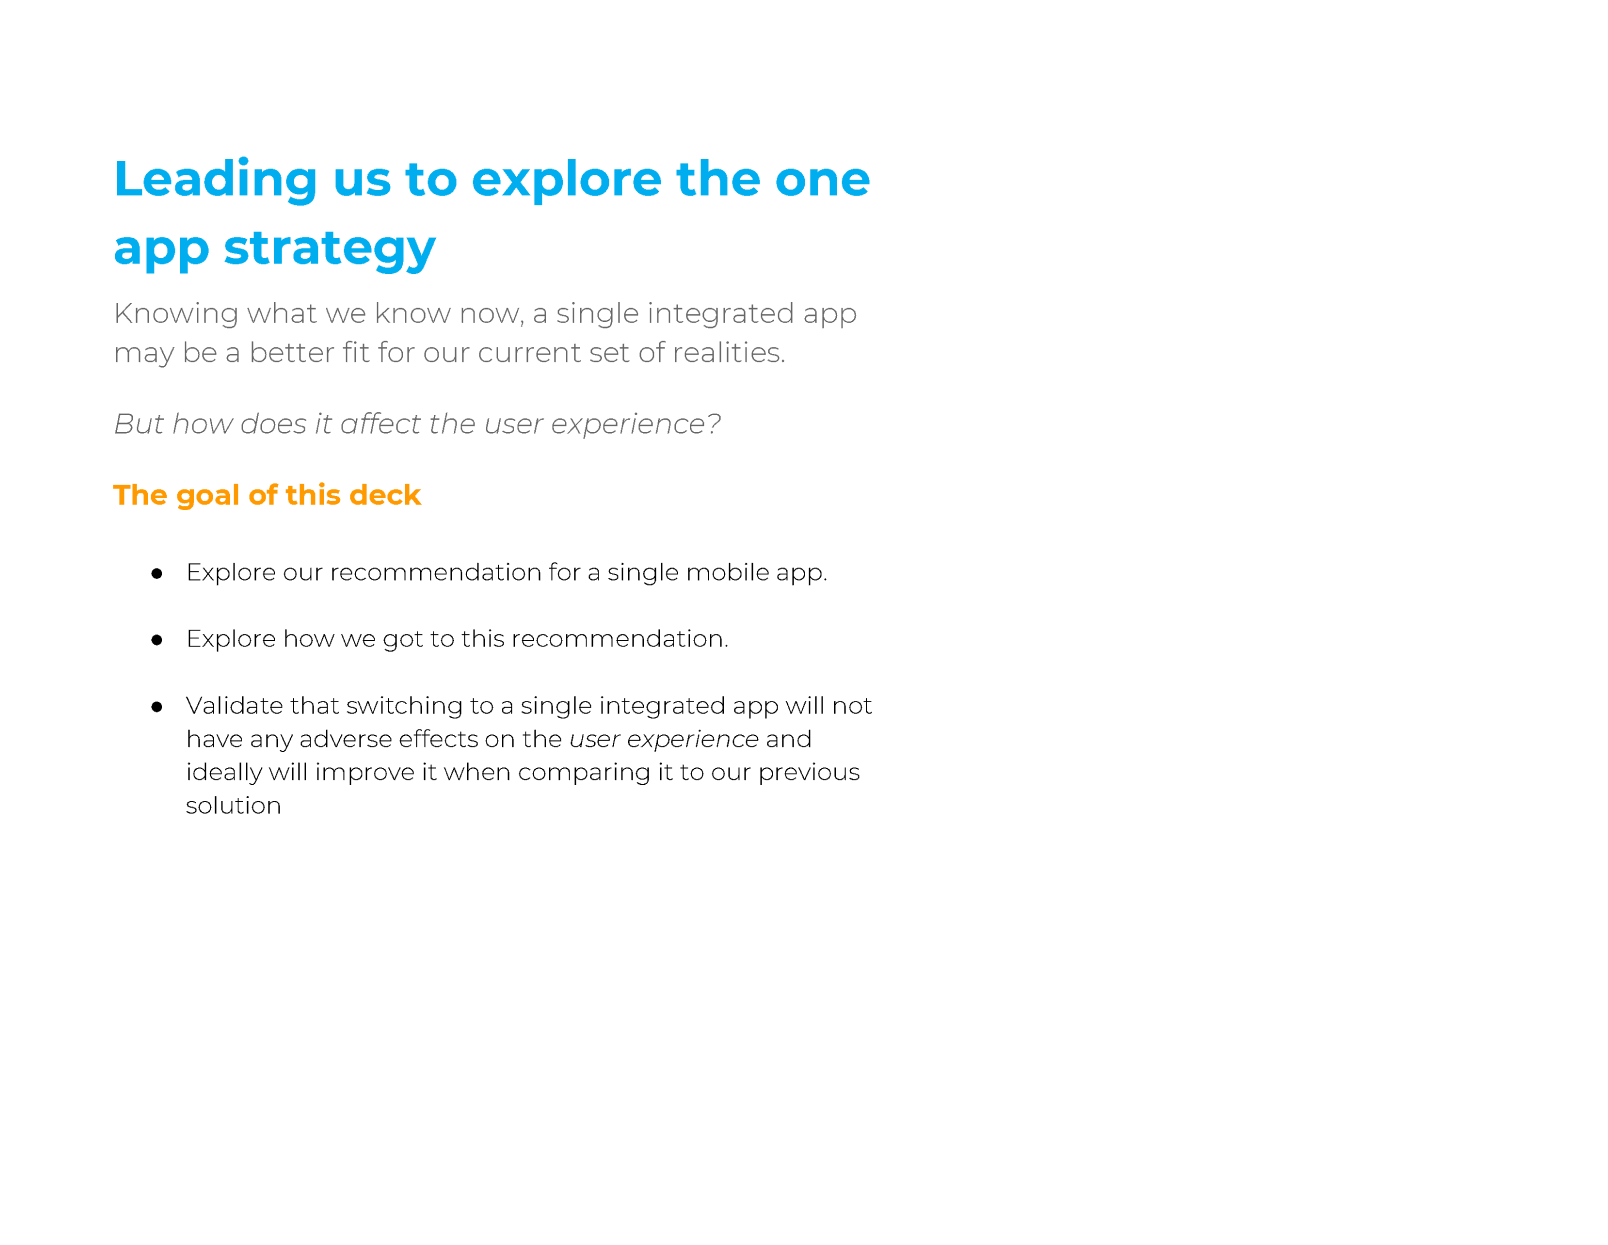 Leading us to explore the one
app strategy
Knowing what we know now, a single integrated app
may be a better fit for our current set of realities.
But how does it affect the user experience?
The goal of this deck
● Explore our recommendation for a single mobile app.
● Explore how we got to this recommendation.
● Validate that switching to a single integrated app will not
have any adverse effects on the user experience and
ideally will improve it when comparing it to our previous
solution